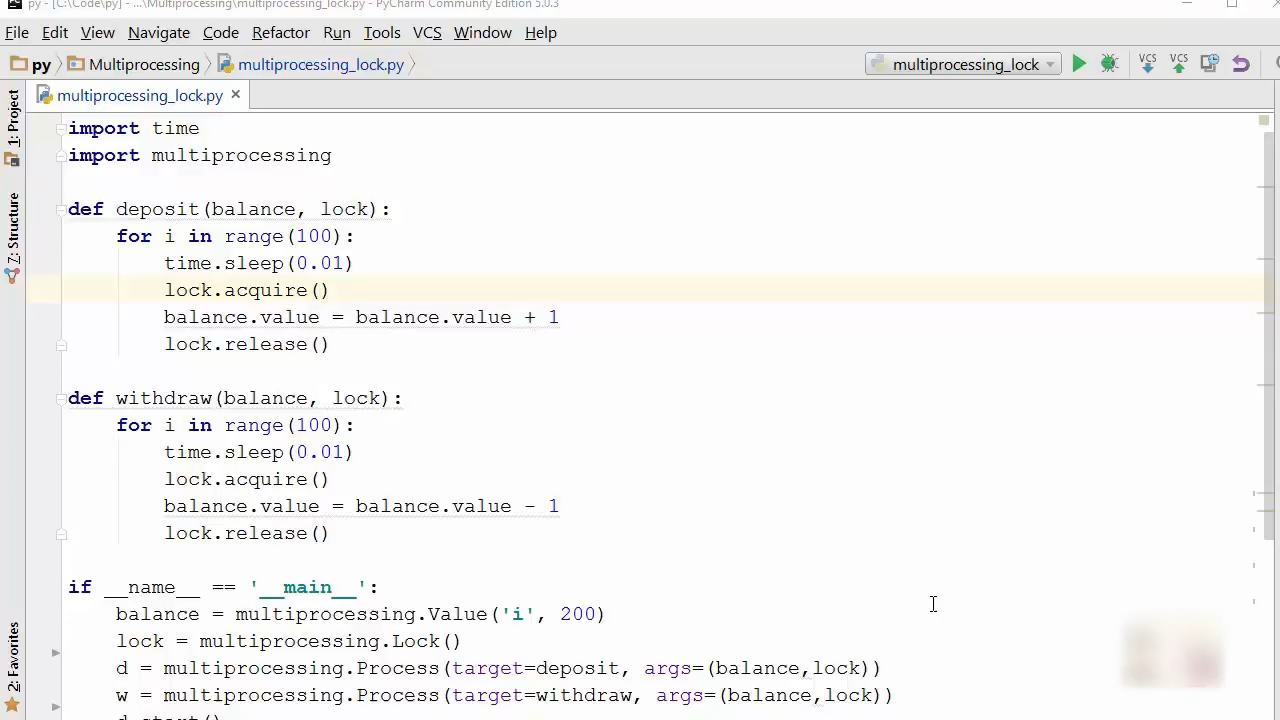 py - [C:\Code\py] - ...\Multiprocessing\multiprocessing_lock.py - PyCharm Community Edition 5.0.3
File Edit View Navigate Code Refactor Run Tools VCS Window Help
py Multiprocessing multiprocessing_lock.py multiprocessing_lock VCS VCS
multiprocessing_lock.py
1: Project
7: Structure
2: Favorites
import time
import multiprocessing
def deposit(balance, lock):
    for i in range(100):
        time.sleep(0.01)
        lock.acquire()
        balance.value = balance.value + 1
        lock.release()
def withdraw(balance, lock):
    for i in range(100):
        time.sleep(0.01)
        lock.acquire()
        balance.value = balance.value - 1
        lock.release()
if __name__ == '__main__':
    balance = multiprocessing.Value('i', 200)
    lock = multiprocessing.Lock()
    d = multiprocessing.Process(target=deposit, args=(balance,lock))
    w = multiprocessing.Process(target=withdraw, args=(balance,lock))
    d.start()